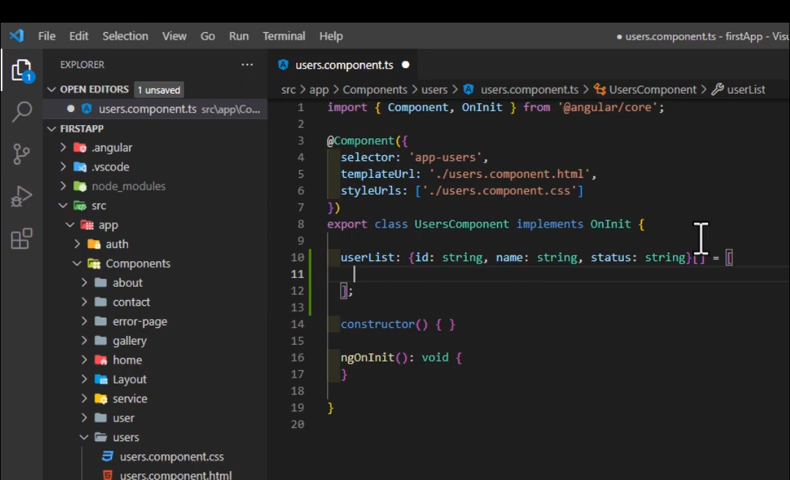 File Edit Selection View Go Run Terminal Help
● users.component.ts - firstApp - Visu
EXPLORER ···
1
OPEN EDITORS 1 unsaved
● users.component.ts src\app\Co...
FIRSTAPP
.angular
.vscode
node_modules
src
app
auth
Components
about
contact
error-page
gallery
home
Layout
service
user
users
users.component.css
users.component.html
users.component.ts ●
src > app > Components > users > users.component.ts > UsersComponent > userList
1 import { Component, OnInit } from '@angular/core';
2
3 @Component({
4 selector: 'app-users',
5 templateUrl: './users.component.html',
6 styleUrls: ['./users.component.css']
7 })
8 export class UsersComponent implements OnInit {
9
10 userList: {id: string, name: string, status: string}[] = [
11
12 ];
13
14 constructor() { }
15
16 ngOnInit(): void {
17 }
18
19 }
20